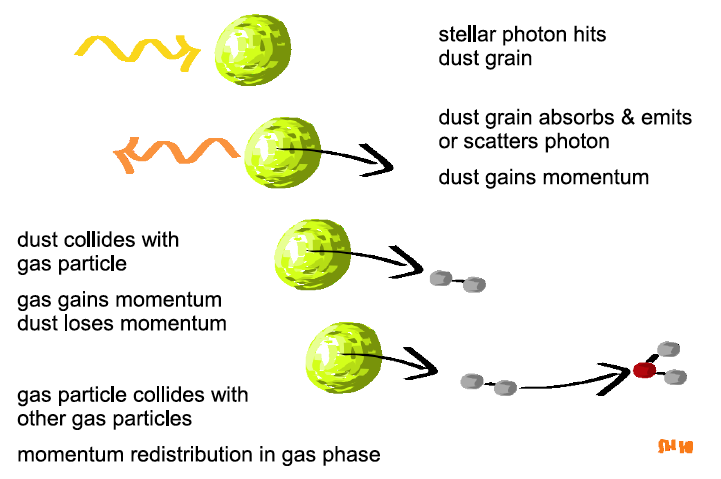 stellar photon hits
dust grain
dust grain absorbs & emits
or scatters photon
dust gains momentum
dust collides with
gas particle
gas gains momentum
dust loses momentum
gas particle collides with
other gas particles
momentum redistribution in gas phase